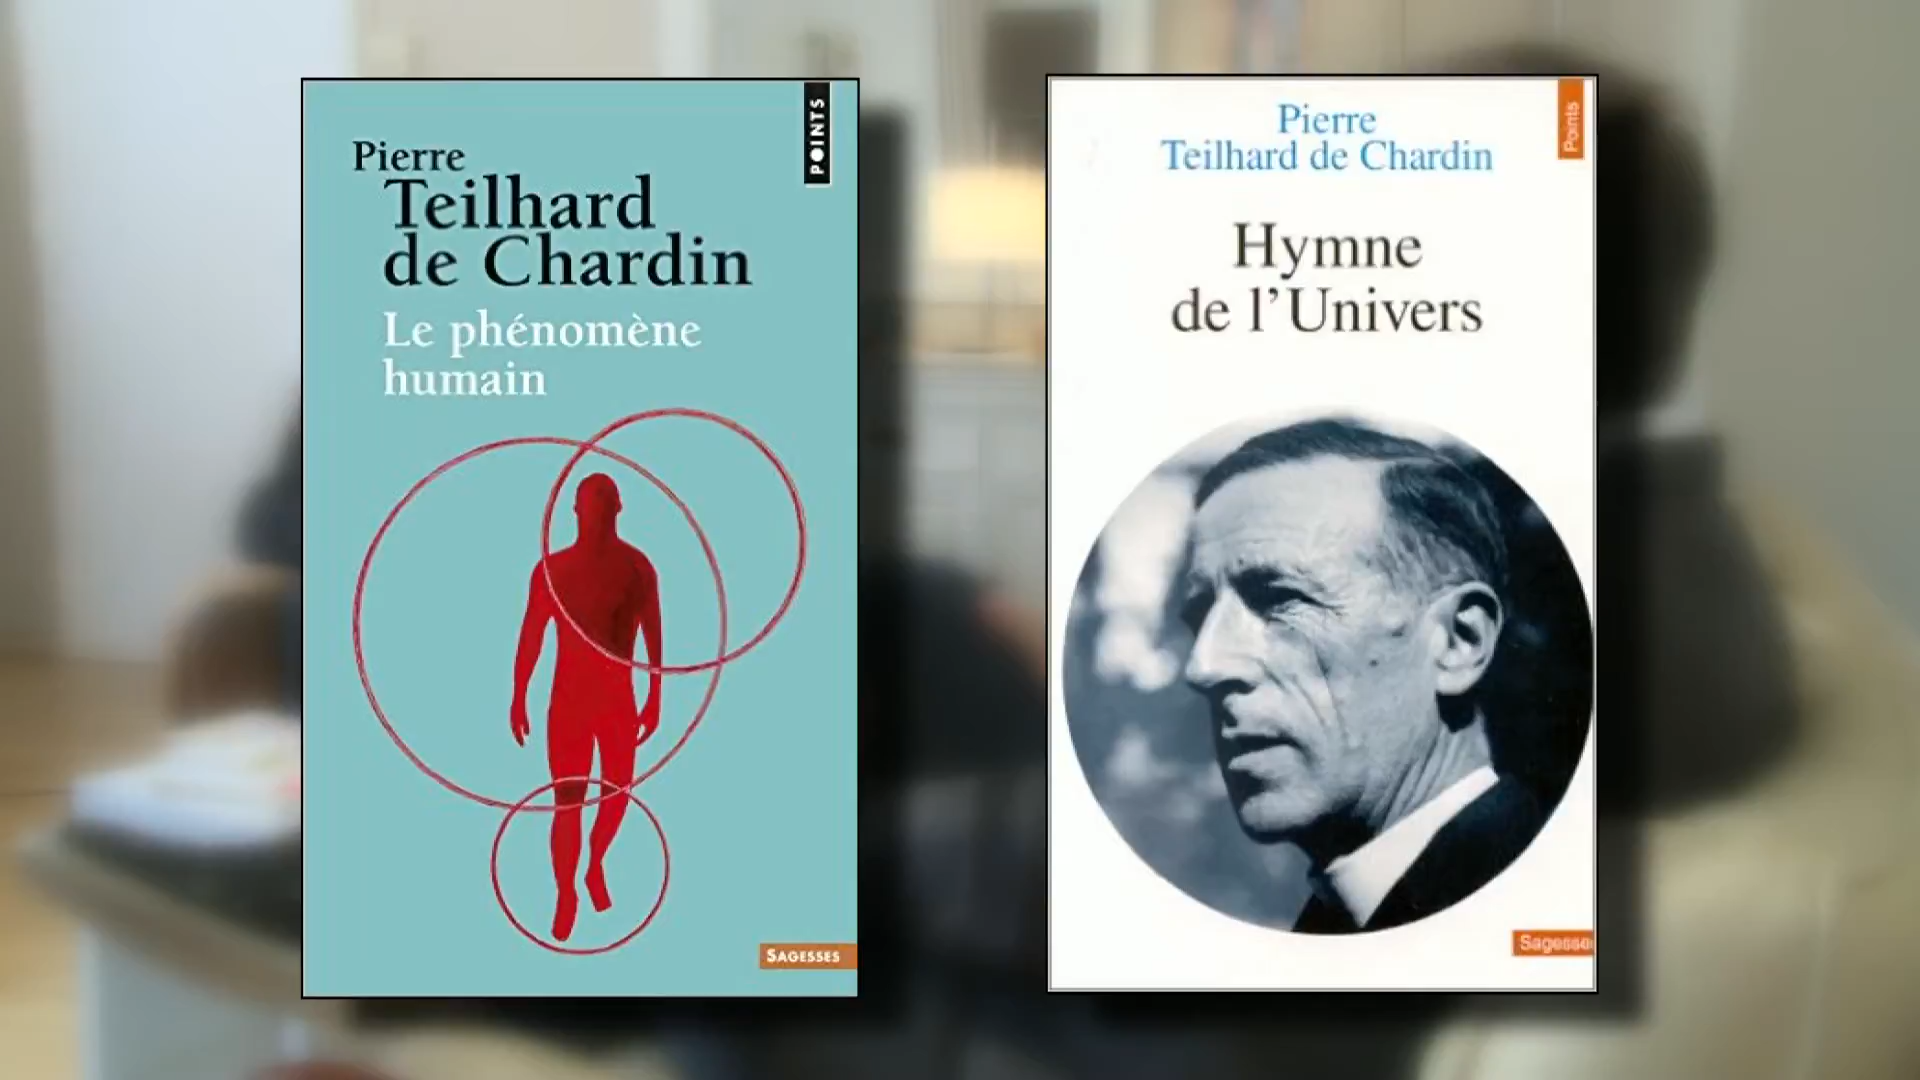 POINTS
Pierre
Teilhard
de Chardin
Le phénomène
humain
SAGESSES
Points
Pierre
Teilhard de Chardin
Hymne
de l'Univers
Sagesse